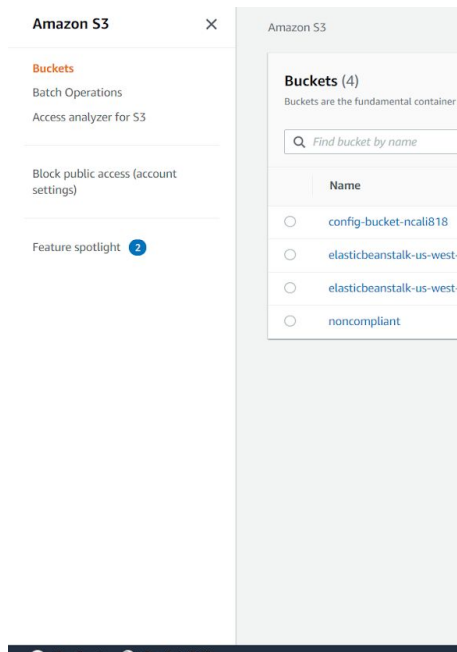 Amazon S3
Buckets
Batch Operations
Access analyzer for S3
Block public access (account
settings)
Feature spotlight 2
Amazon S3
Buckets (4)
Buckets are the fundamental container
Find bucket by name
Name
config-bucket-ncali818
elasticbeanstalk-us-west-
elasticbeanstalk-us-west-
noncompliant